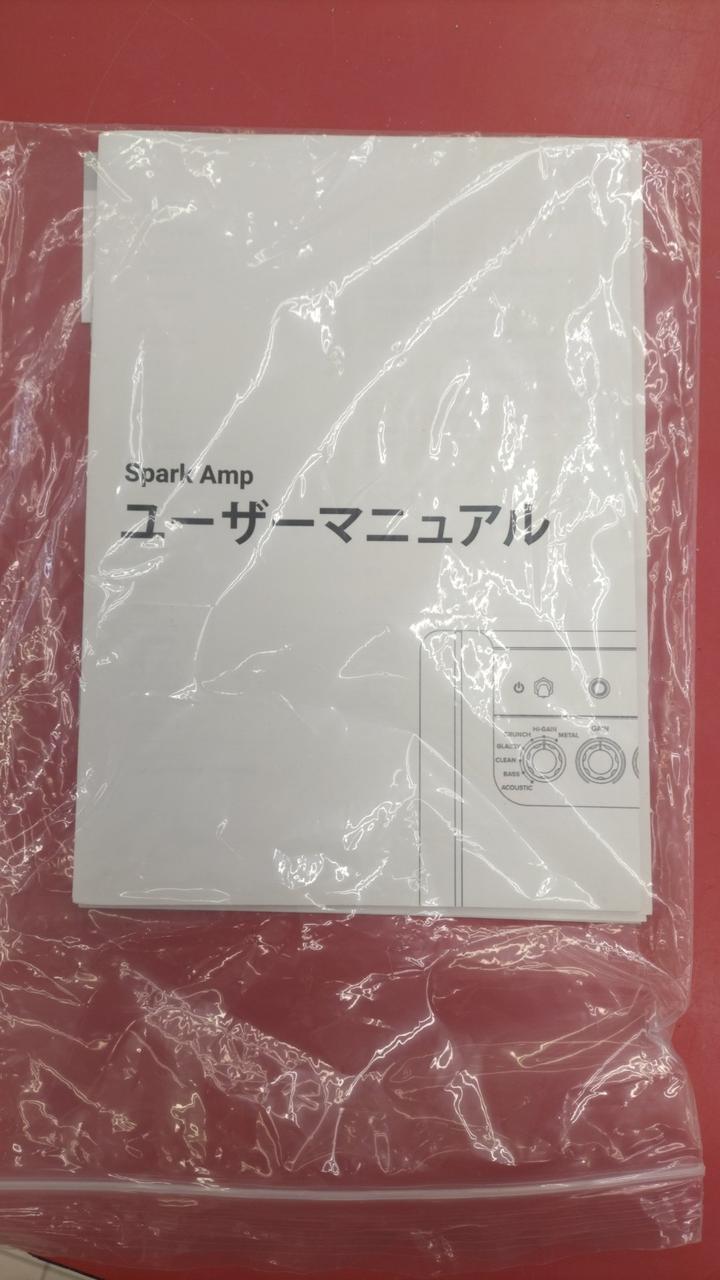 Spark Amp
ユーザーマニュアル
HI-GAIN
GAIN
CRUNCH
METAL
GLASSY
CLEAN
BASS
ACOUSTIC